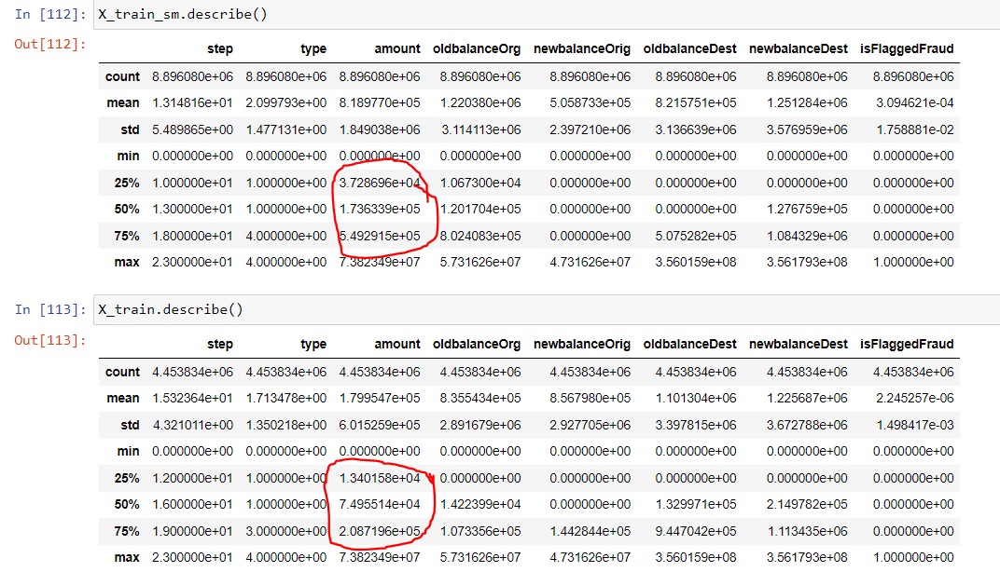 In [112]: X_train_sm.describe()
Out[112]:
step type amount oldbalanceOrg newbalanceOrig oldbalanceDest newbalanceDest isFlaggedFraud
count 8.896080e+06 8.896080e+06 8.896080e+06 8.896080e+06 8.896080e+06 8.896080e+06 8.896080e+06 8.896080e+06
mean 1.314816e+01 2.099793e+00 8.189770e+05 1.220380e+06 5.058733e+05 8.215751e+05 1.251284e+06 3.094621e-04
std 5.489865e+00 1.477131e+00 1.849038e+06 3.114113e+06 2.397210e+06 3.136639e+06 3.576959e+06 1.758881e-02
min 0.000000e+00 0.000000e+00 0.000000e+00 0.000000e+00 0.000000e+00 0.000000e+00 0.000000e+00 0.000000e+00
25% 1.000000e+01 1.000000e+00 3.728696e+04 1.067300e+04 0.000000e+00 0.000000e+00 0.000000e+00 0.000000e+00
50% 1.300000e+01 1.000000e+00 1.736339e+05 1.201704e+05 0.000000e+00 0.000000e+00 1.276759e+05 0.000000e+00
75% 1.800000e+01 4.000000e+00 5.492915e+05 8.024083e+05 0.000000e+00 5.075282e+05 1.084329e+06 0.000000e+00
max 2.300000e+01 4.000000e+00 7.382349e+07 5.731626e+07 4.731626e+07 3.560159e+08 3.561793e+08 1.000000e+00
In [113]: X_train.describe()
Out[113]:
step type amount oldbalanceOrg newbalanceOrig oldbalanceDest newbalanceDest isFlaggedFraud
count 4.453834e+06 4.453834e+06 4.453834e+06 4.453834e+06 4.453834e+06 4.453834e+06 4.453834e+06 4.453834e+06
mean 1.532364e+01 1.713478e+00 1.799547e+05 8.355434e+05 8.567980e+05 1.101304e+06 1.225687e+06 2.245257e-06
std 4.321011e+00 1.350218e+00 6.015259e+05 2.891679e+06 2.927705e+06 3.397815e+06 3.672788e+06 1.498417e-03
min 0.000000e+00 0.000000e+00 0.000000e+00 0.000000e+00 0.000000e+00 0.000000e+00 0.000000e+00 0.000000e+00
25% 1.200000e+01 1.000000e+00 1.340158e+04 0.000000e+00 0.000000e+00 0.000000e+00 0.000000e+00 0.000000e+00
50% 1.600000e+01 1.000000e+00 7.495514e+04 1.422399e+04 0.000000e+00 1.329971e+05 2.149782e+05 0.000000e+00
75% 1.900000e+01 3.000000e+00 2.087196e+05 1.073356e+05 1.442844e+05 9.447042e+05 1.113435e+06 0.000000e+00
max 2.300000e+01 4.000000e+00 7.382349e+07 5.731626e+07 4.731626e+07 3.560159e+08 3.561793e+08 1.000000e+00